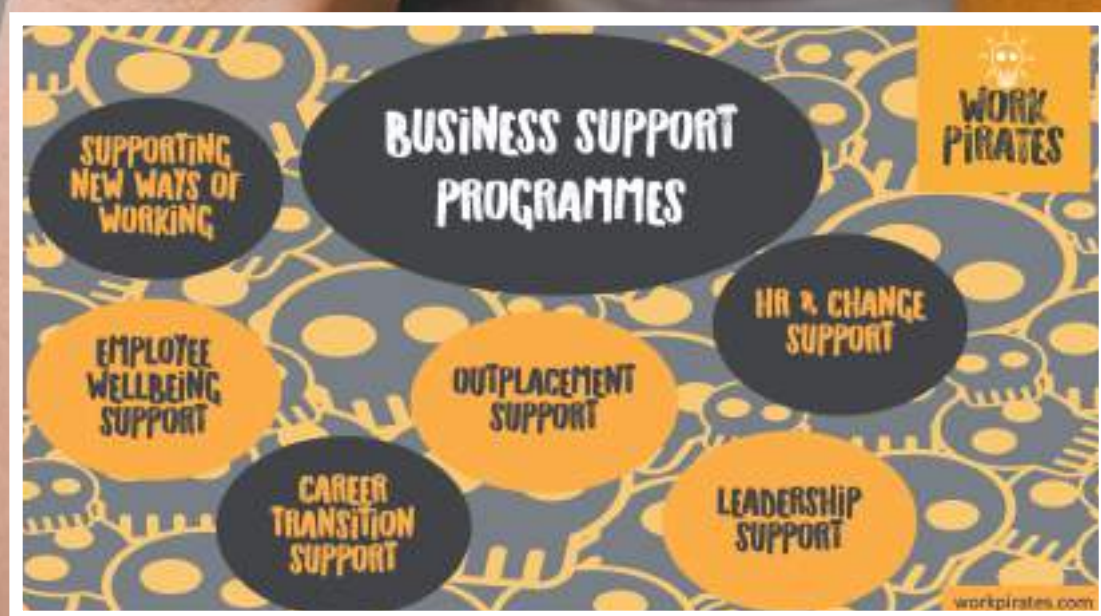 BUSiNESS SUPPORT
PROGRAMMES
WORK
PiRATES
SUPPORTiNG
NEW WAYS OF
WORKiNG
HR & CHANGE
SUPPORT
EMPLOYEE
WELLBEiNG
SUPPORT
OUTPLACEMENT
SUPPORT
CAREER
TRANSiTiON
SUPPORT
LEADERSHiP
SUPPORT
workpirates.com